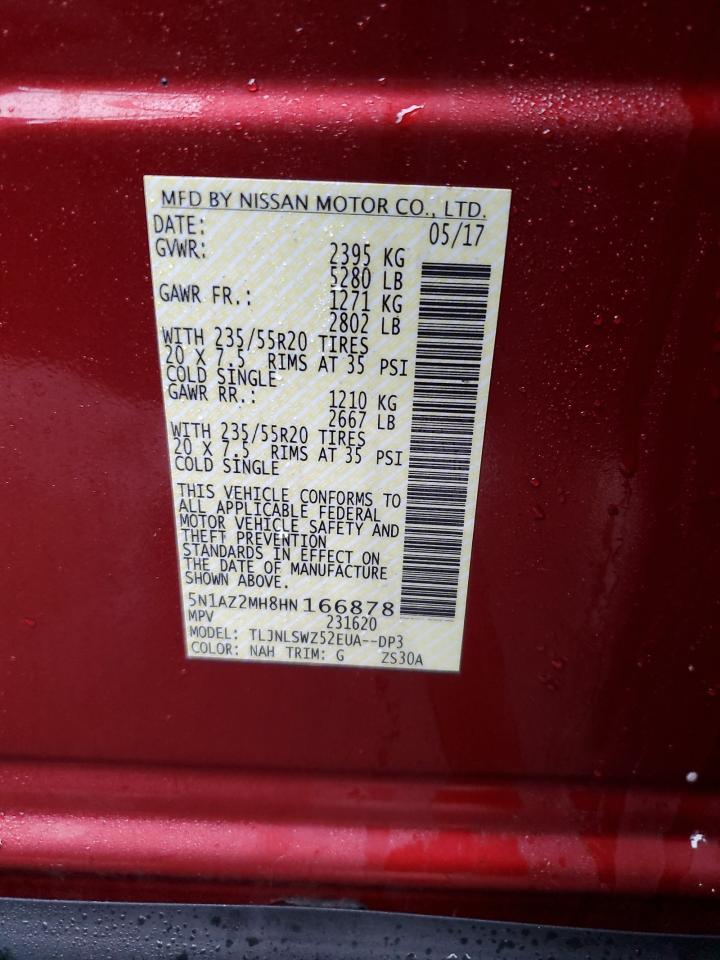 MFD BY NISSAN MOTOR CO., LTD.
DATE: 05/17
GVWR: 2395 KG
5280 LB
GAWR FR.: 1271 KG
2802 LB
WITH 235/55R20 TIRES
20 X 7.5 RIMS AT 35 PSI
COLD SINGLE
GAWR RR.: 1210 KG
2667 LB
WITH 235/55R20 TIRES
20 X 7.5 RIMS AT 35 PSI
COLD SINGLE
THIS VEHICLE CONFORMS TO
ALL APPLICABLE FEDERAL
MOTOR VEHICLE SAFETY AND
THEFT PREVENTION
STANDARDS IN EFFECT ON
THE DATE OF MANUFACTURE
SHOWN ABOVE.
5N1AZ2MH8HN166878
MPV 231620
MODEL: TLJNLSWZ52EUA--DP3
COLOR: NAH TRIM: G ZS30A